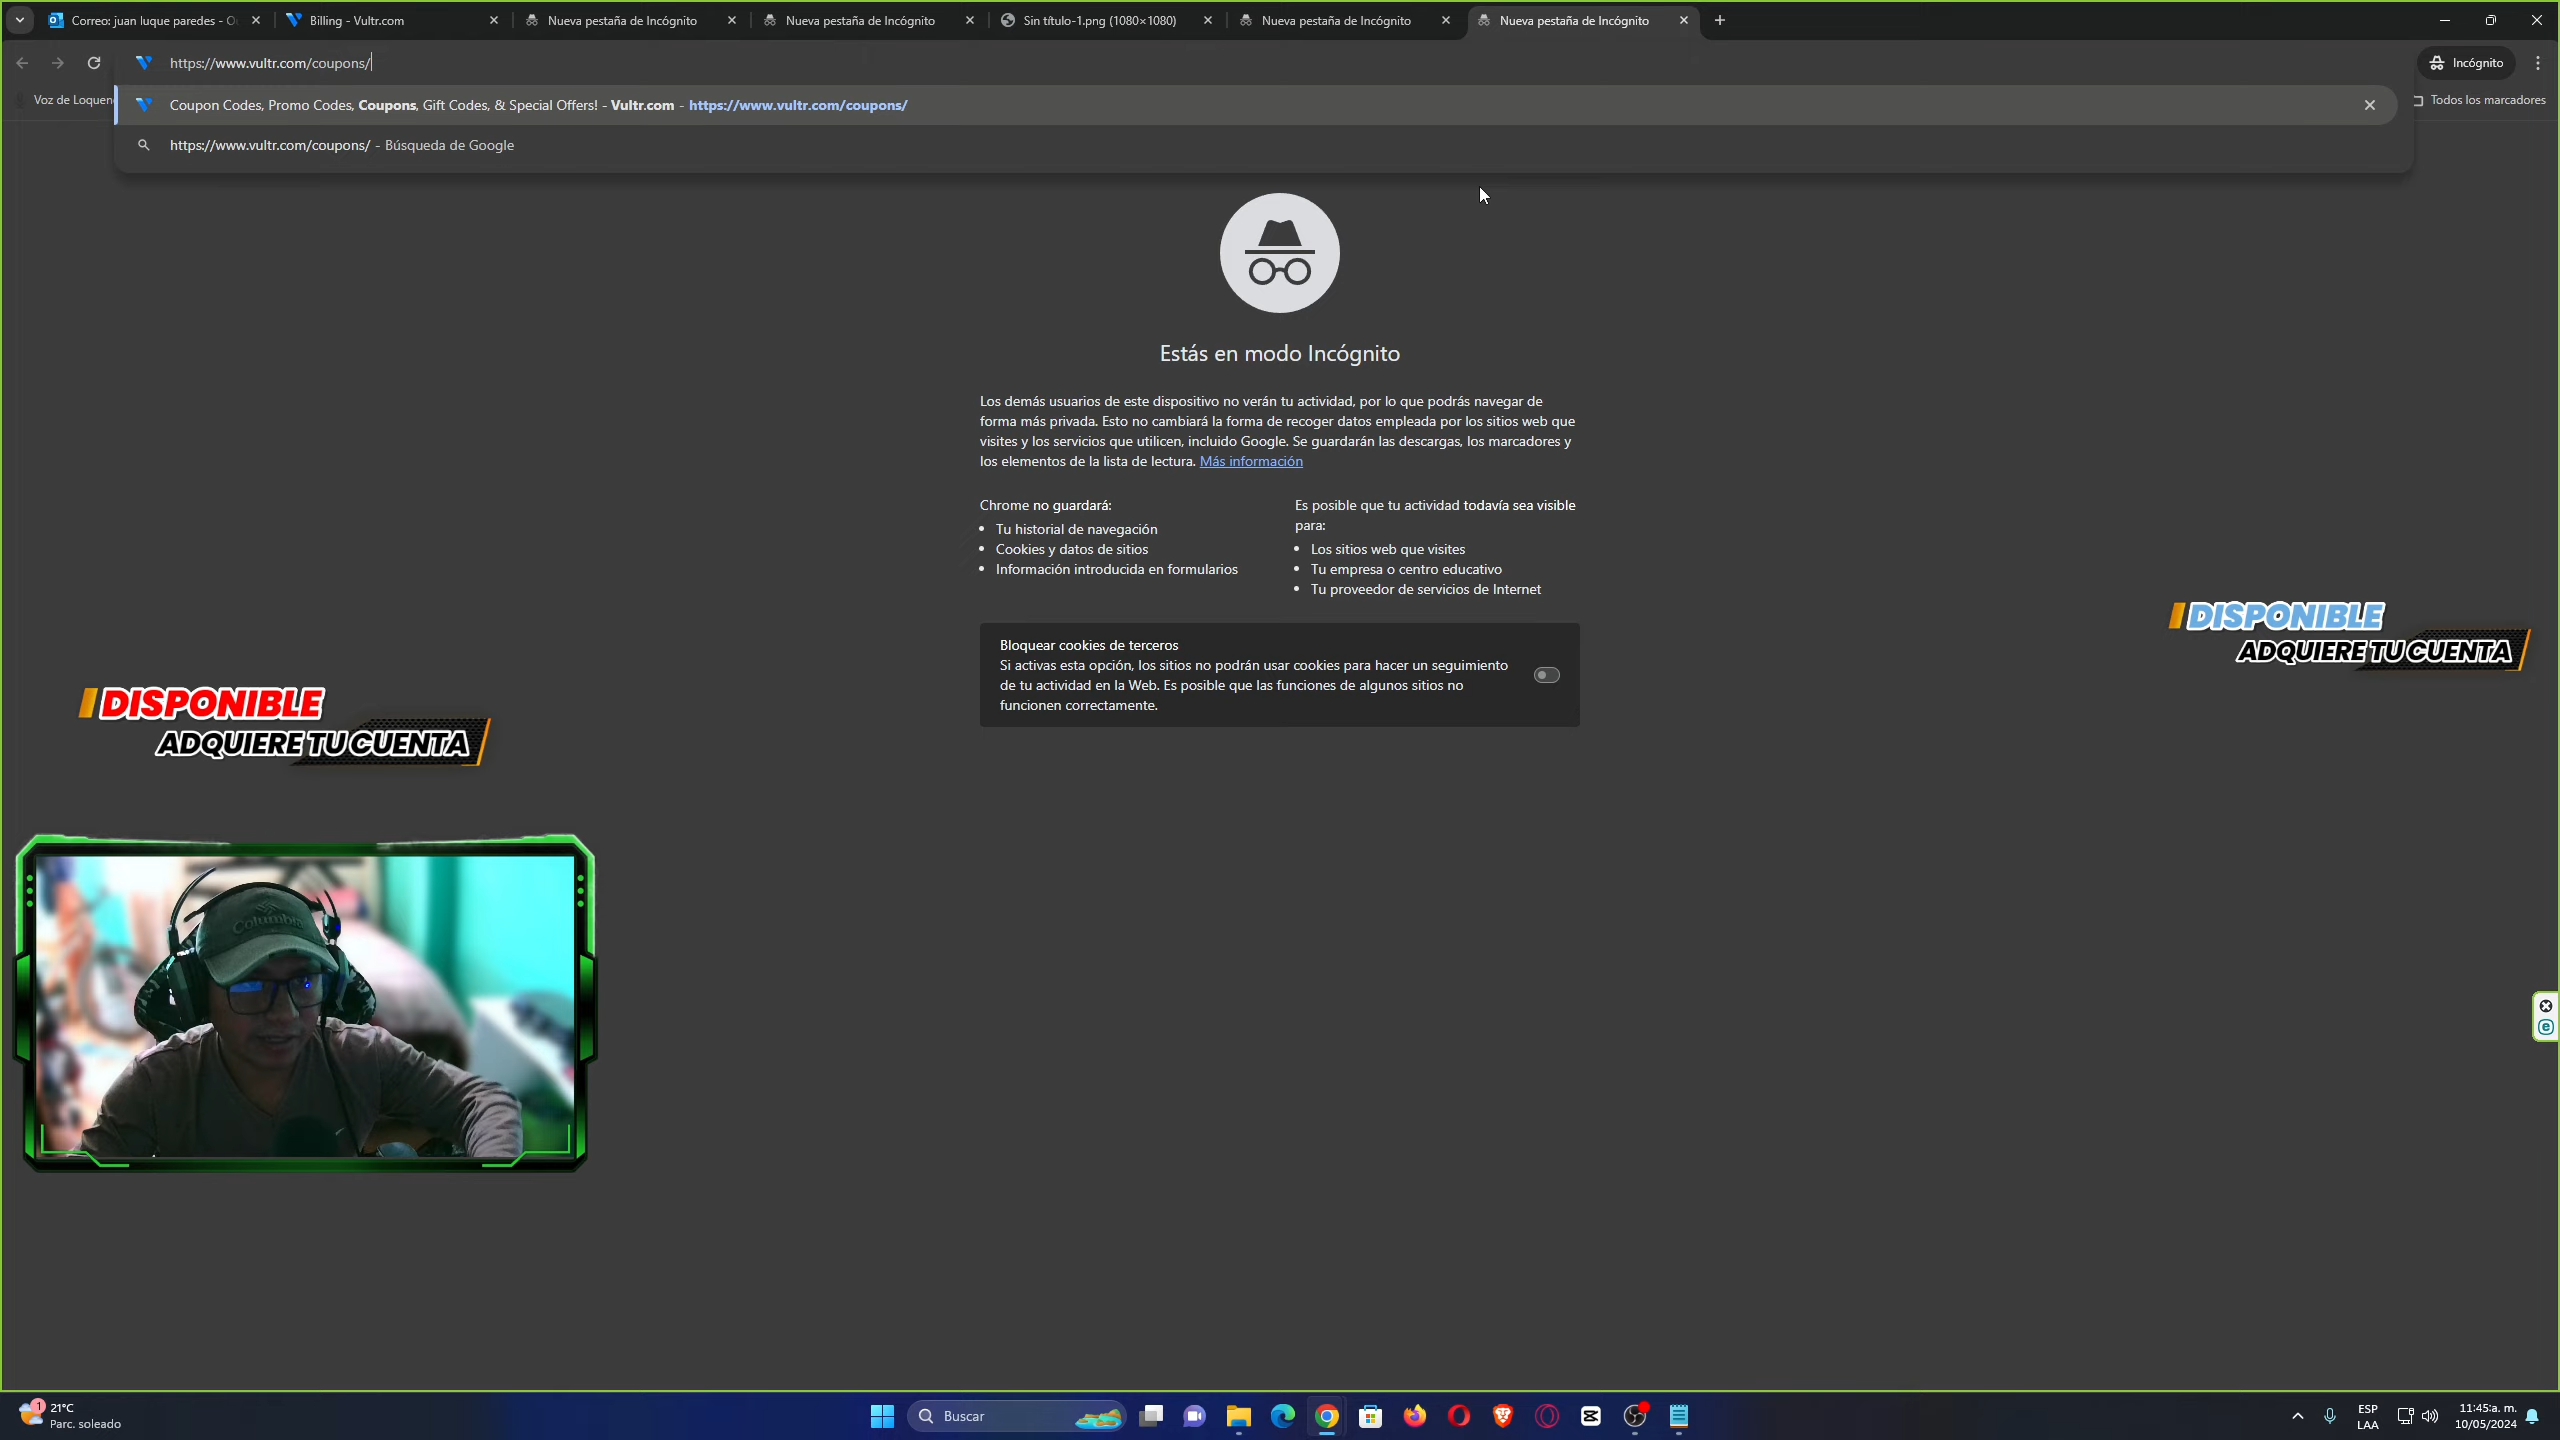 Correo: juan luque paredes - O
Billing - Vultr.com
Nueva pestaña de Incógnito
Nueva pestaña de Incógnito
Sin título-1.png (1080×1080)
Nueva pestaña de Incógnito
Nueva pestaña de Incógnito
https://www.vultr.com/coupons/
Incógnito
Voz de Loquen
Coupon Codes, Promo Codes, Coupons, Gift Codes, & Special Offers! - Vultr.com - https://www.vultr.com/coupons/
Todos los marcadores
https://www.vultr.com/coupons/ - Búsqueda de Google
Estás en modo Incógnito
Los demás usuarios de este dispositivo no verán tu actividad, por lo que podrás navegar de
forma más privada. Esto no cambiará la forma de recoger datos empleada por los sitios web que
visites y los servicios que utilicen, incluido Google. Se guardarán las descargas, los marcadores y
los elementos de la lista de lectura. Más información
Chrome no guardará:
• Tu historial de navegación
• Cookies y datos de sitios
• Información introducida en formularios
Es posible que tu actividad todavía sea visible
para:
• Los sitios web que visites
• Tu empresa o centro educativo
• Tu proveedor de servicios de Internet
Bloquear cookies de terceros
Si activas esta opción, los sitios no podrán usar cookies para hacer un seguimiento
de tu actividad en la Web. Es posible que las funciones de algunos sitios no
funcionen correctamente.
DISPONIBLE
ADQUIERE TU CUENTA
DISPONIBLE
ADQUIERE TU CUENTA
Columbia
1
21°C
Parc. soleado
Buscar
ESP
LAA
11:45 a. m.
10/05/2024